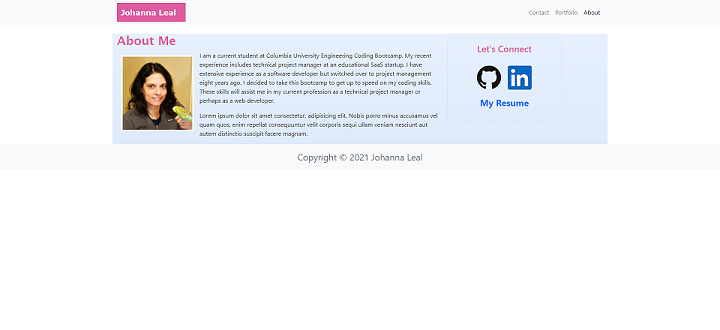 Johanna Leal
Contact Portfolio About
About Me
I am a current student at Columbia University Engineering Coding Bootcamp. My recent
experience includes technical project manager at an educational SaaS startup. I have
extensive experience as a software developer but switched over to project management
eight years ago. I decided to take this bootcamp to get up to speed on my coding skills.
These skills will assist me in my current profession as a technical project manager or
perhaps as a web developer.
Lorem ipsum dolor sit amet consectetur, adipisicing elit. Nobis porro minus accusamus vel
quam quos, enim repellat consequuntur velit corporis sequi ullam veniam nesciunt aut
autem distinctio suscipit facere magnam.
Let's Connect
in
My Resume
Copyright © 2021 Johanna Leal